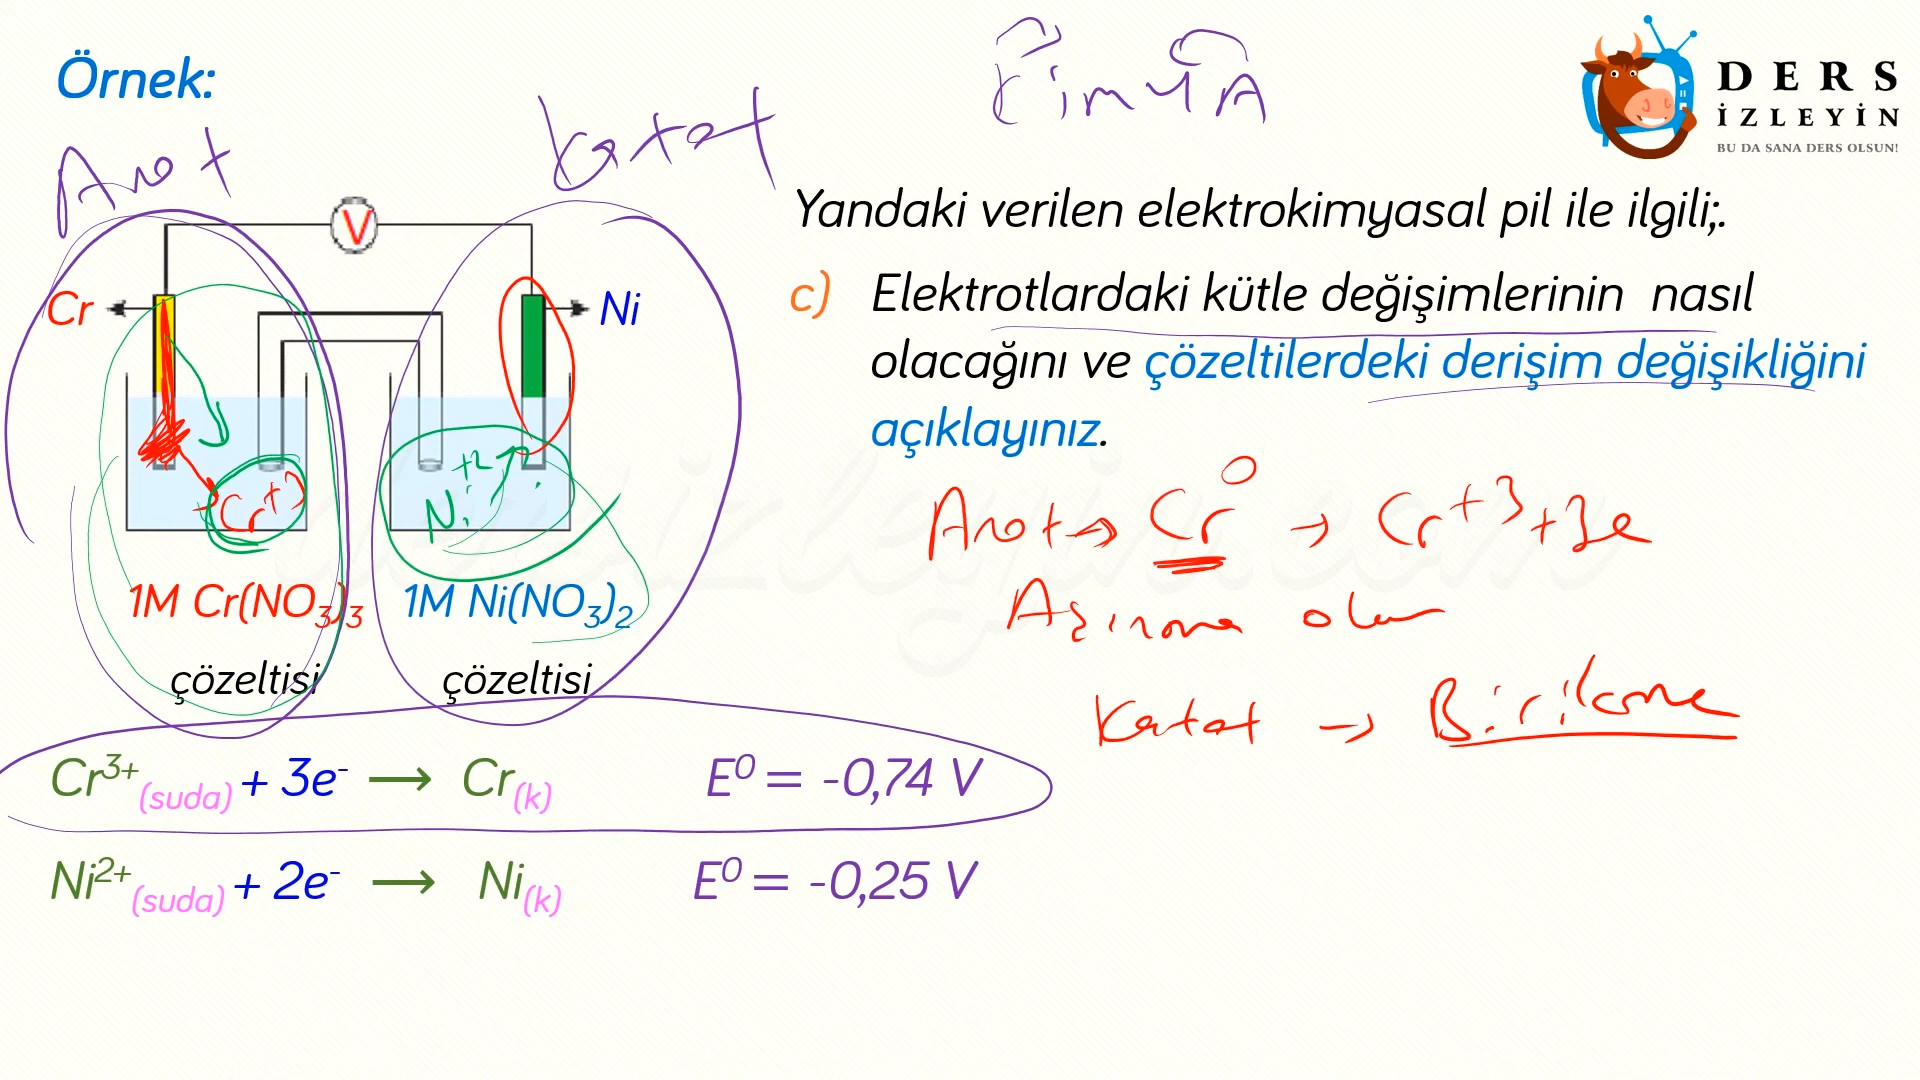 Örnek:
KimyA
DERS
İZLEYİN
BU DA SANA DERS OLSUN!
Anot
Katot
V
Cr
Ni
Cr+3
Ni+2
1M Cr(NO3)3
çözeltisi
1M Ni(NO3)2
çözeltisi
Yandaki verilen elektrokimyasal pil ile ilgili;.
c) Elektrotlardaki kütle değişimlerinin nasıl
olacağını ve çözeltilerdeki derişim değişikliğini
açıklayınız.
Anot → Cr0 → Cr+3 + 3e
Aşınma olur
Katot → Birikme
Cr3+(suda) + 3e- ⟶ Cr(k) E0 = -0,74 V
Ni2+(suda) + 2e- ⟶ Ni(k) E0 = -0,25 V